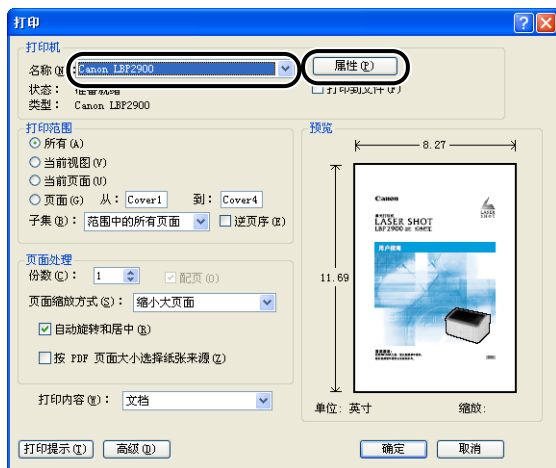 打印
打印机
名称(N): Canon LBP2900
属性(P)
状态: 准备就绪
打印到文件(F)
类型: Canon LBP2900
打印范围
所有(A)
当前视图(V)
当前页面(U)
页面(G) 从: Cover1 到: Cover4
子集(B): 范围中的所有页面 逆页序(E)
页面处理
份数(C): 1 配页(O)
页面缩放方式(S): 缩小大页面
自动旋转和居中(R)
按 PDF 页面大小选择纸张来源(Z)
打印内容(W): 文档
预览
8.27
11.69
Canon
LASER SHOT
LASER SHOT
LBP2900
用户指南
单位: 英寸 缩放:
打印提示(T) 高级(D) 确定 取消